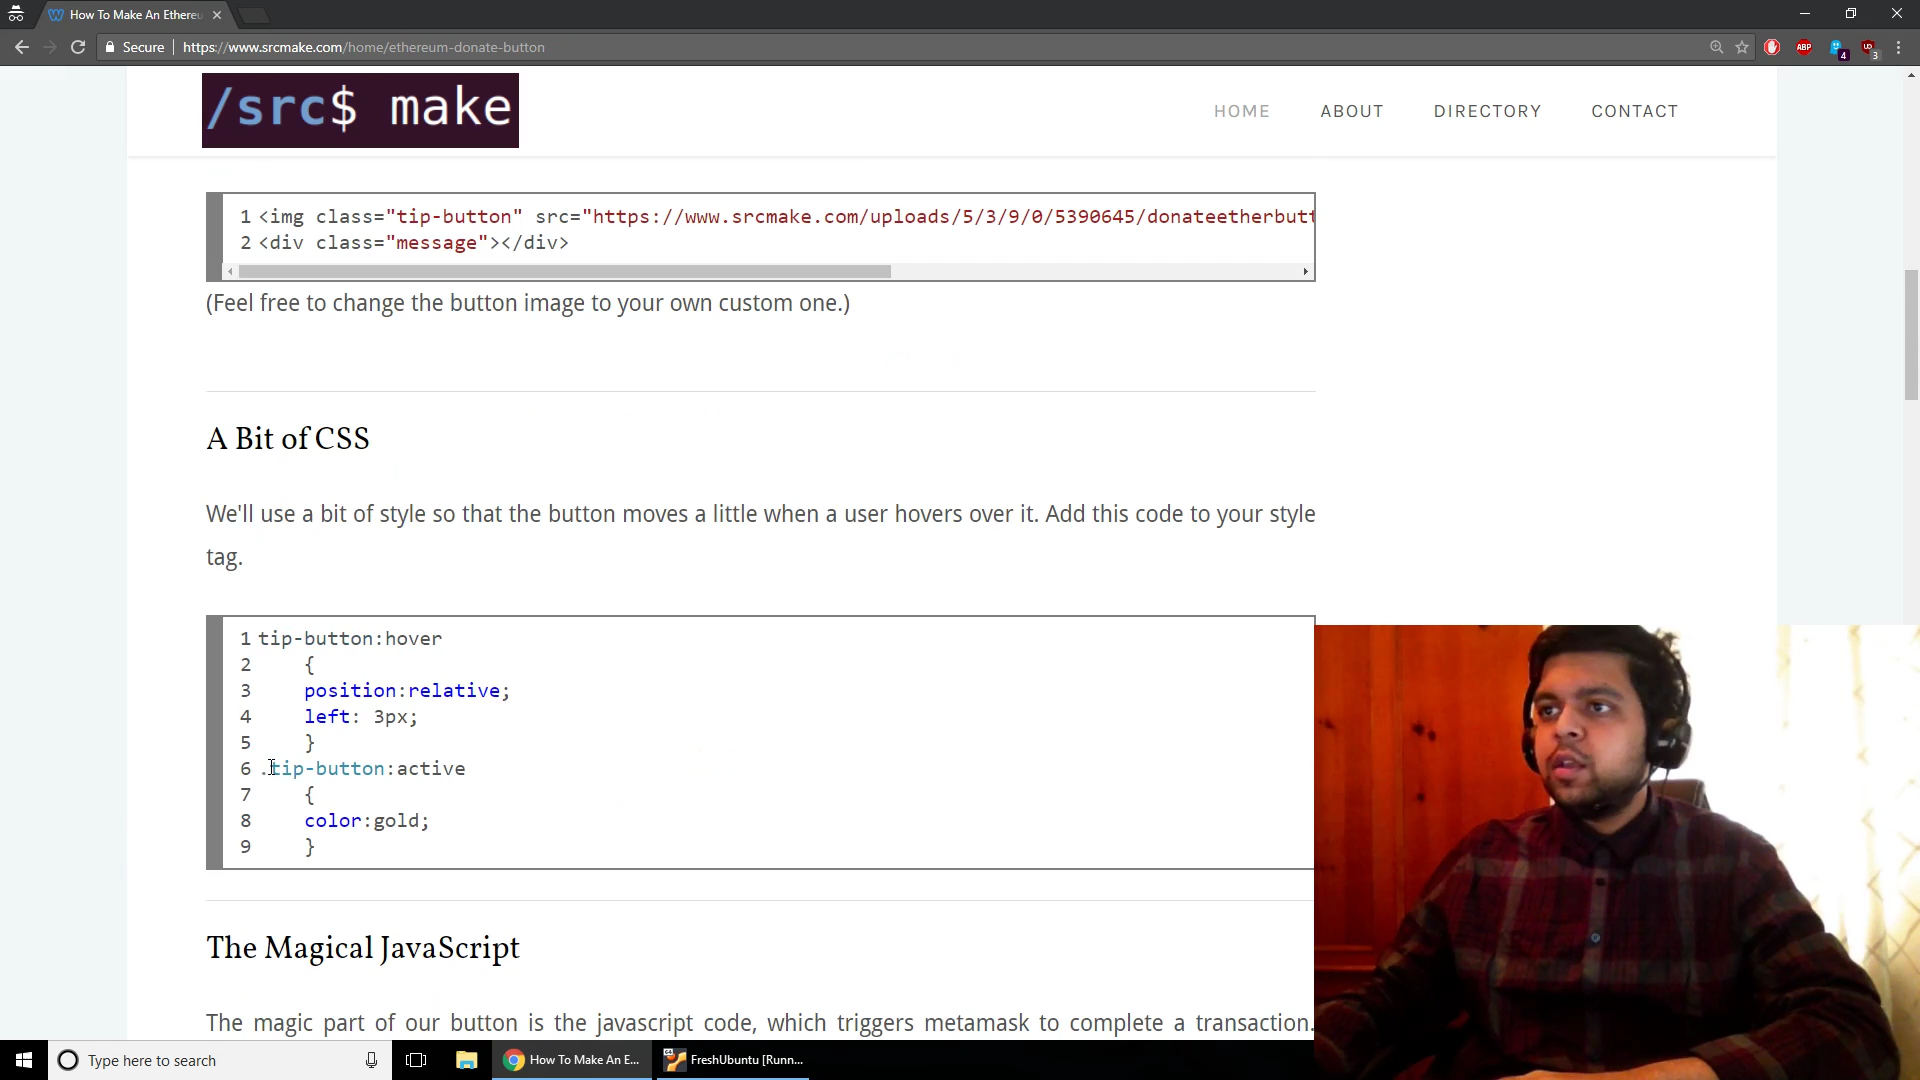 How To Make An Ethereu
Secure
https://www.srcmake.com/home/ethereum-donate-button
ABP
4
3
/src$ make
HOME
ABOUT
DIRECTORY
CONTACT
1 <img class="tip-button" src="https://www.srcmake.com/uploads/5/3/9/0/5390645/donateetherbutt
2 <div class="message"></div>
(Feel free to change the button image to your own custom one.)
A Bit of CSS
We'll use a bit of style so that the button moves a little when a user hovers over it. Add this code to your style
tag.
1 tip-button:hover
2 {
3 position:relative;
4 left: 3px;
5 }
6 .tip-button:active
7 {
8 color:gold;
9 }
The Magical JavaScript
The magic part of our button is the javascript code, which triggers metamask to complete a transaction.
Type here to search
How To Make An E...
FreshUbuntu [Runn...